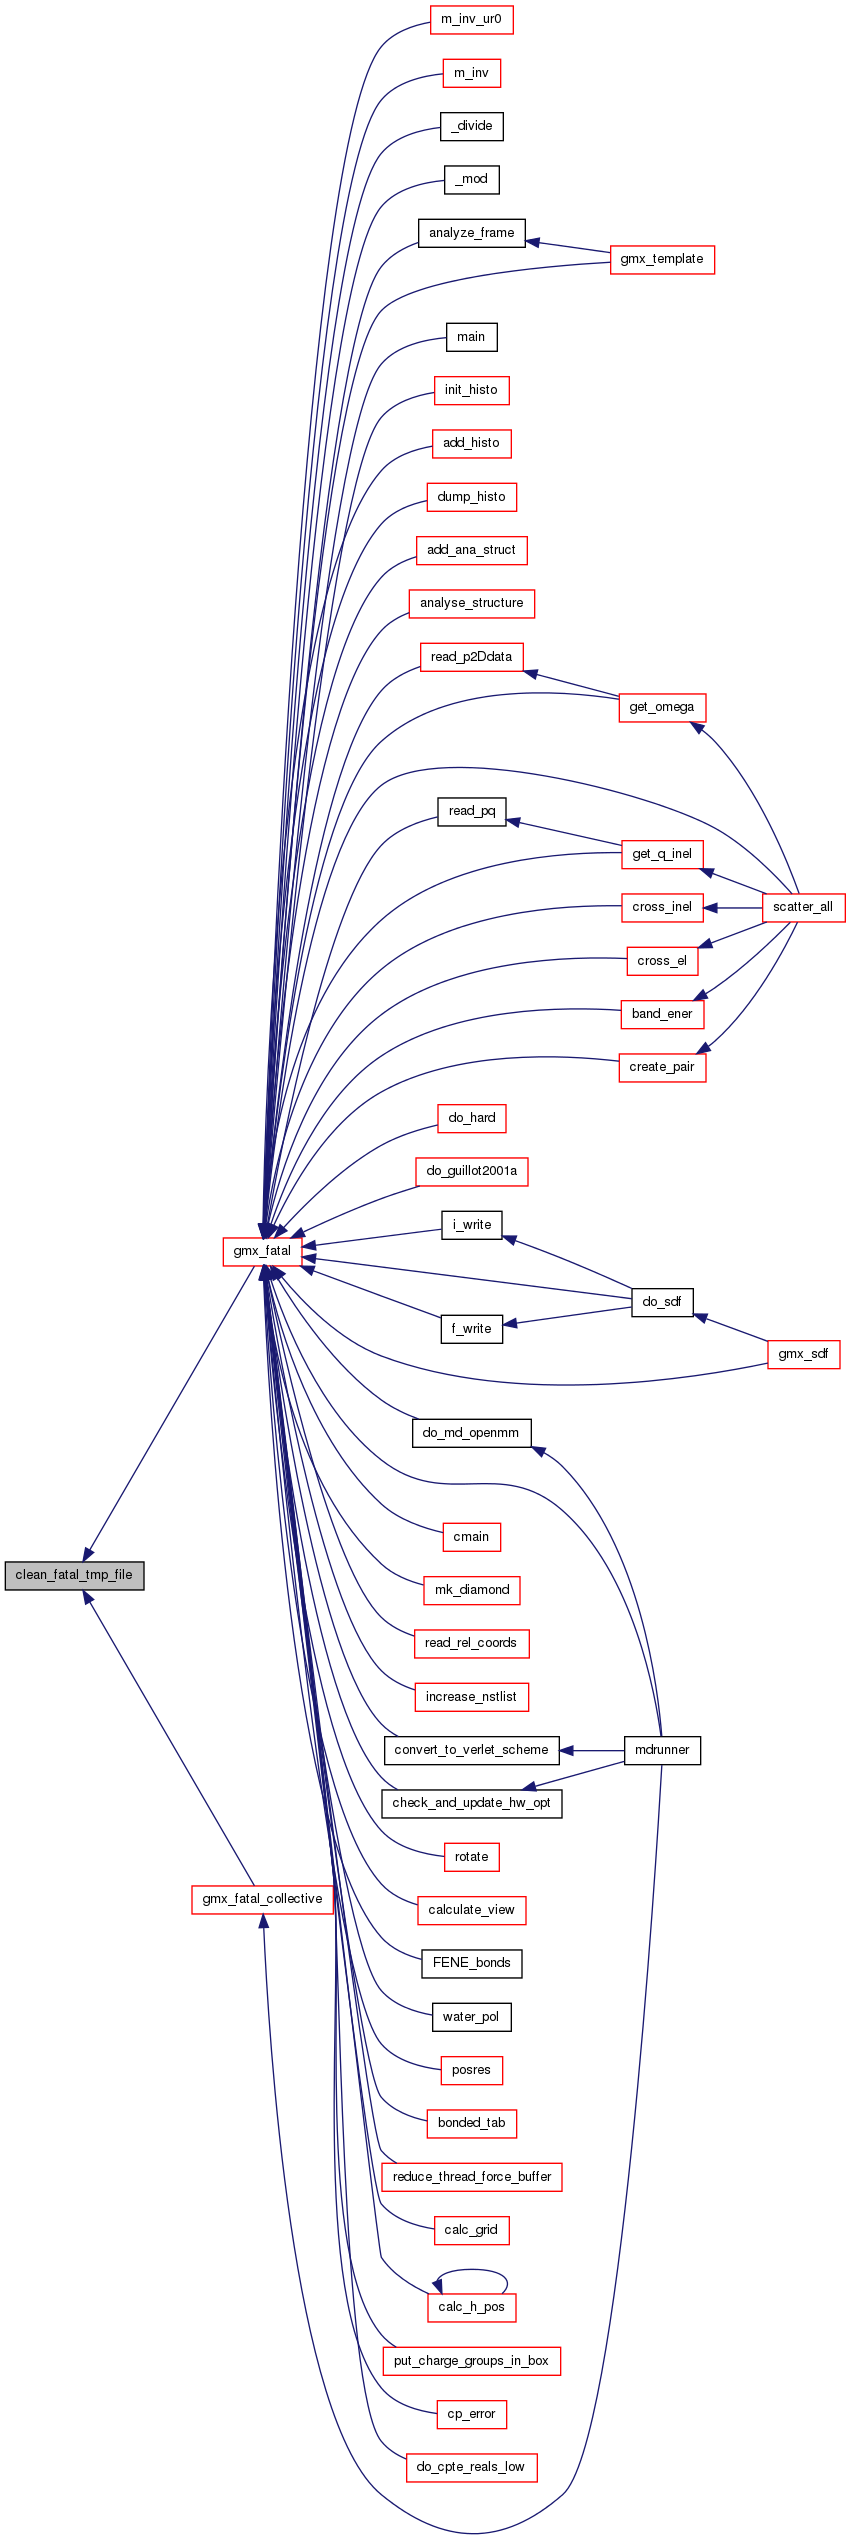 m_inv_ur0
m_inv
_divide
_mod
analyze_frame
gmx_template
main
init_histo
add_histo
dump_histo
add_ana_struct
analyse_structure
read_p2Ddata
get_omega
read_pq
get_q_inel
cross_inel
scatter_all
cross_el
band_ener
create_pair
do_hard
do_guillot2001a
i_write
gmx_fatal
do_sdf
f_write
gmx_sdf
do_md_openmm
cmain
clean_fatal_tmp_file
mk_diamond
read_rel_coords
increase_nstlist
convert_to_verlet_scheme
mdrunner
check_and_update_hw_opt
rotate
gmx_fatal_collective
calculate_view
FENE_bonds
water_pol
posres
bonded_tab
reduce_thread_force_buffer
calc_grid
calc_h_pos
put_charge_groups_in_box
cp_error
do_cpte_reals_low